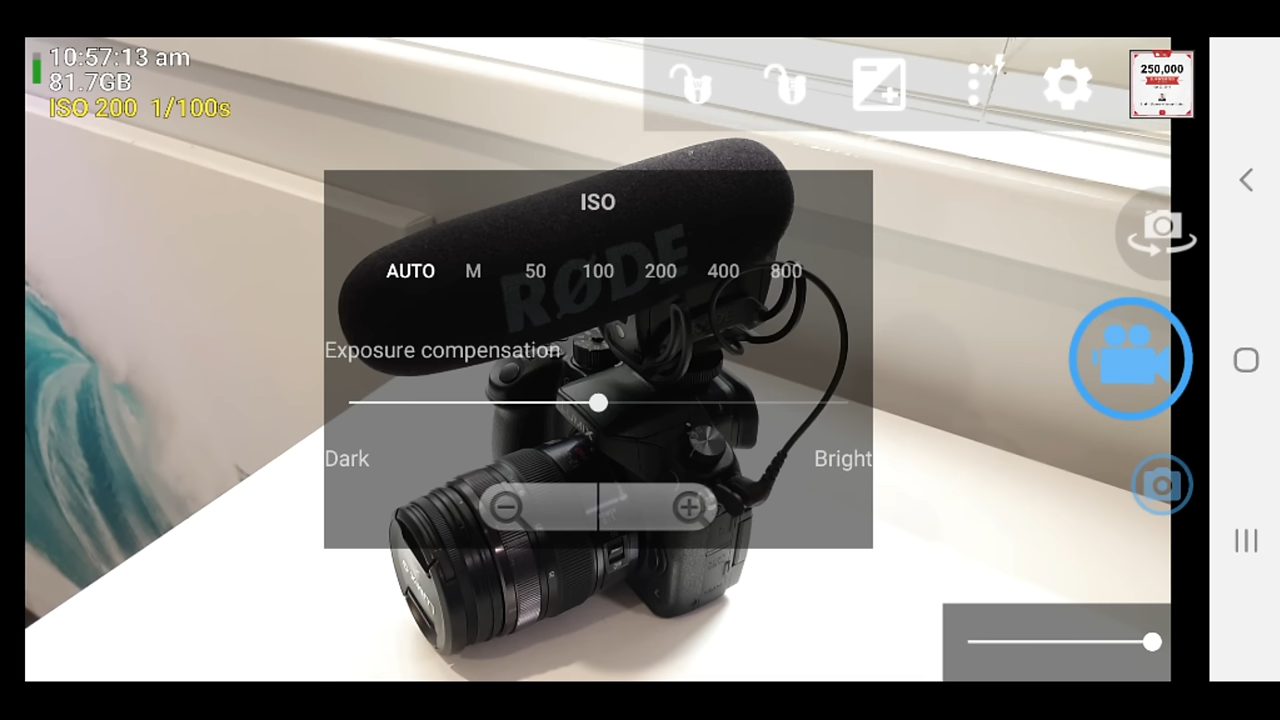 10:57:13 am
81.7GB
ISO 200 1/100s
250,000
ISO
AUTO M 50 100 200 400 800
RØDE
Exposure compensation
Dark Bright